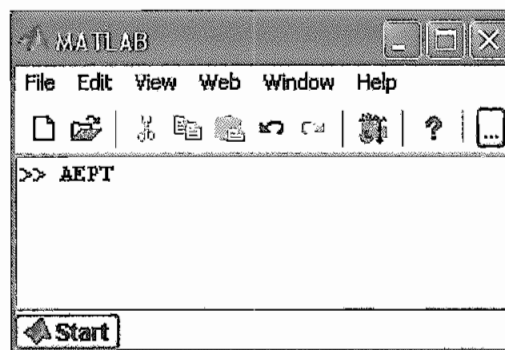 MATLAB
File Edit View Web Window Help
?
...
>> AEPT
Start